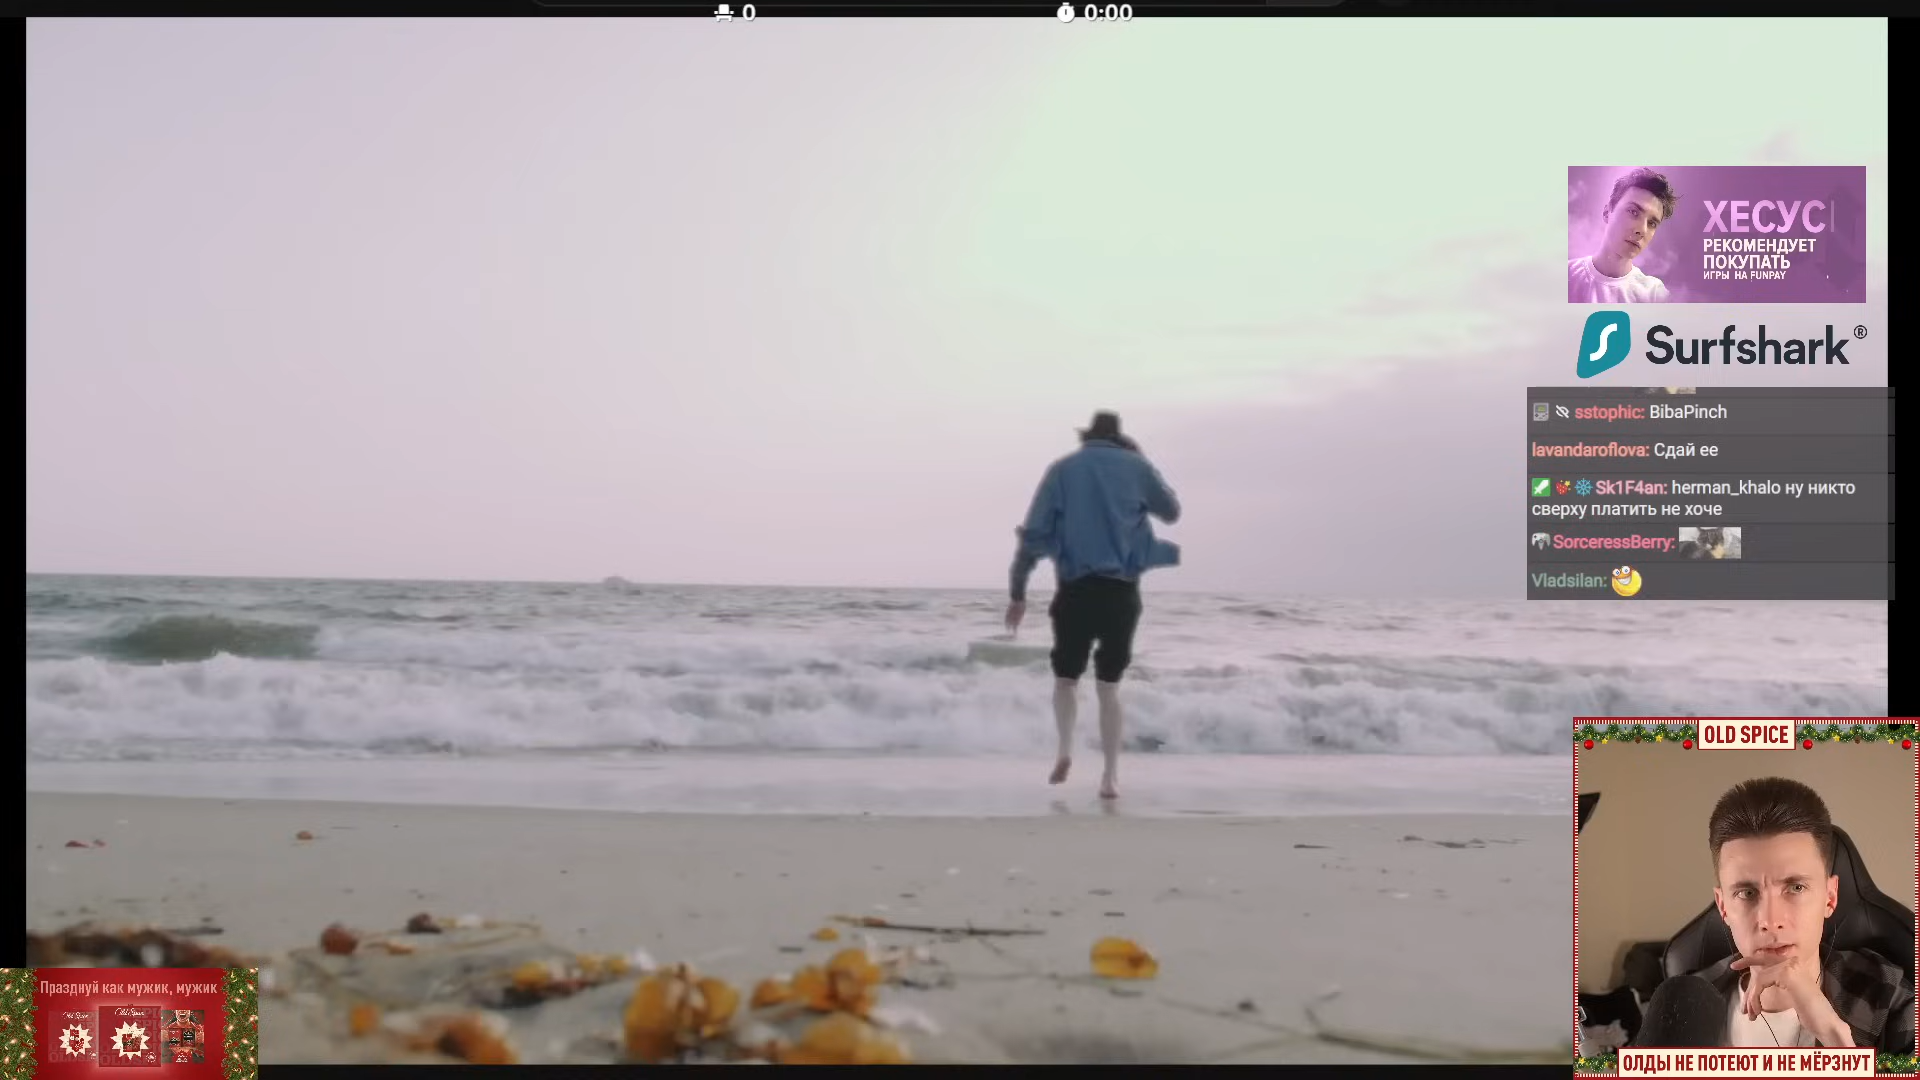 0
0:00
ХЕСУС
РЕКОМЕНДУЕТ
ПОКУПАТЬ
ИГРЫ НА FUNPAY
Surfshark®
sstophic: BibaPinch
lavandaroflova: Сдай ее
Sk1F4an: herman_khalo ну никто
сверху платить не хоче
SorceressBerry:
Vladsilan:
OLD SPICE
Празднуй как мужик, мужик
ОЛДЫ НЕ ПОТЕЮТ И НЕ МЁРЗНУТ